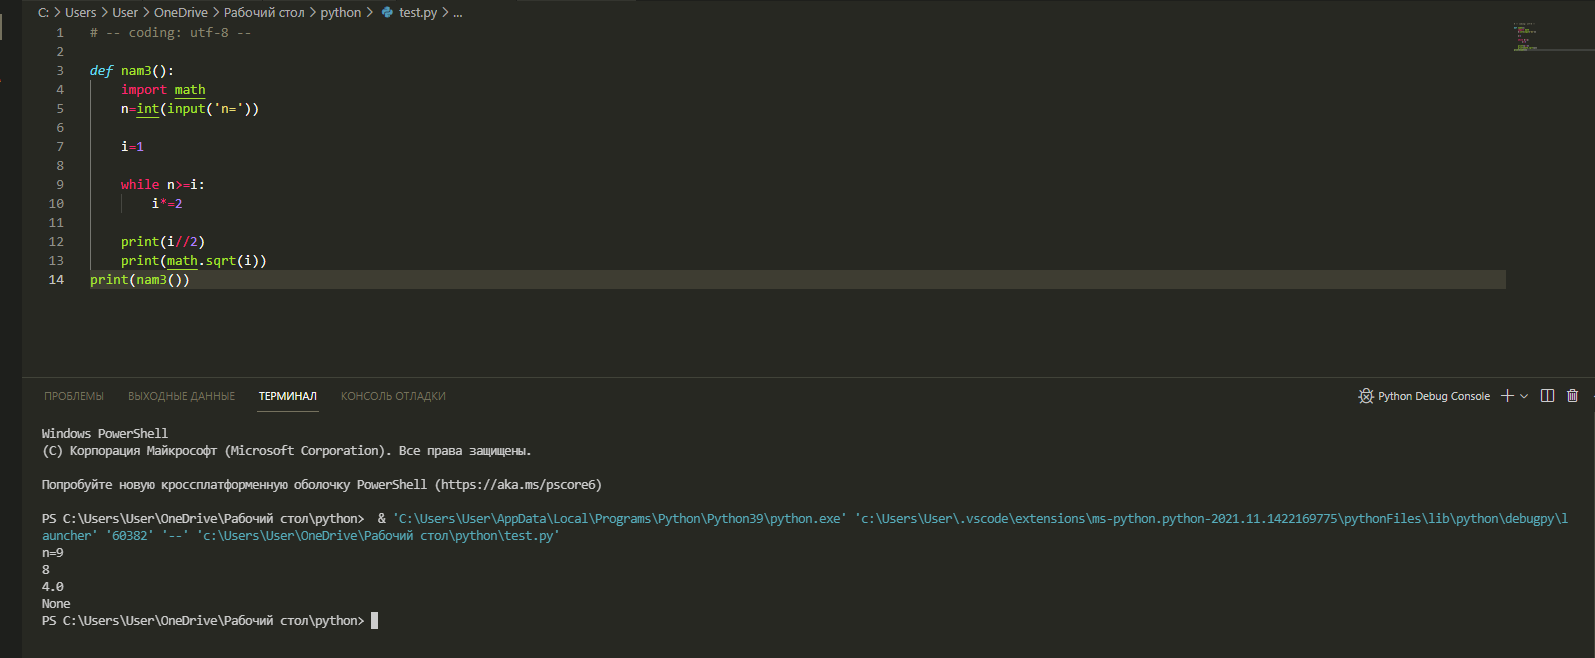 C: > Users > User > OneDrive > Рабочий стол > python > test.py > ...
1 # -- coding: utf-8 --
2
3 def nam3():
4 import math
5 n=int(input('n='))
6
7 i=1
8
9 while n>=i:
10 i*=2
11
12 print(i//2)
13 print(math.sqrt(i))
14 print(nam3())
ПРОБЛЕМЫ ВЫХОДНЫЕ ДАННЫЕ ТЕРМИНАЛ КОНСОЛЬ ОТЛАДКИ Python Debug Console
Windows PowerShell
(C) Корпорация Майкрософт (Microsoft Corporation). Все права защищены.
Попробуйте новую кроссплатформенную оболочку PowerShell (https://aka.ms/pscore6)
PS C:\Users\User\OneDrive\Рабочий стол\python> & 'C:\Users\User\AppData\Local\Programs\Python\Python39\python.exe' 'c:\Users\User\.vscode\extensions\ms-python.python-2021.11.1422169775\pythonFiles\lib\python\debugpy\l
auncher' '60382' '--' 'c:\Users\User\OneDrive\Рабочий стол\python\test.py'
n=9
8
4.0
None
PS C:\Users\User\OneDrive\Рабочий стол\python>